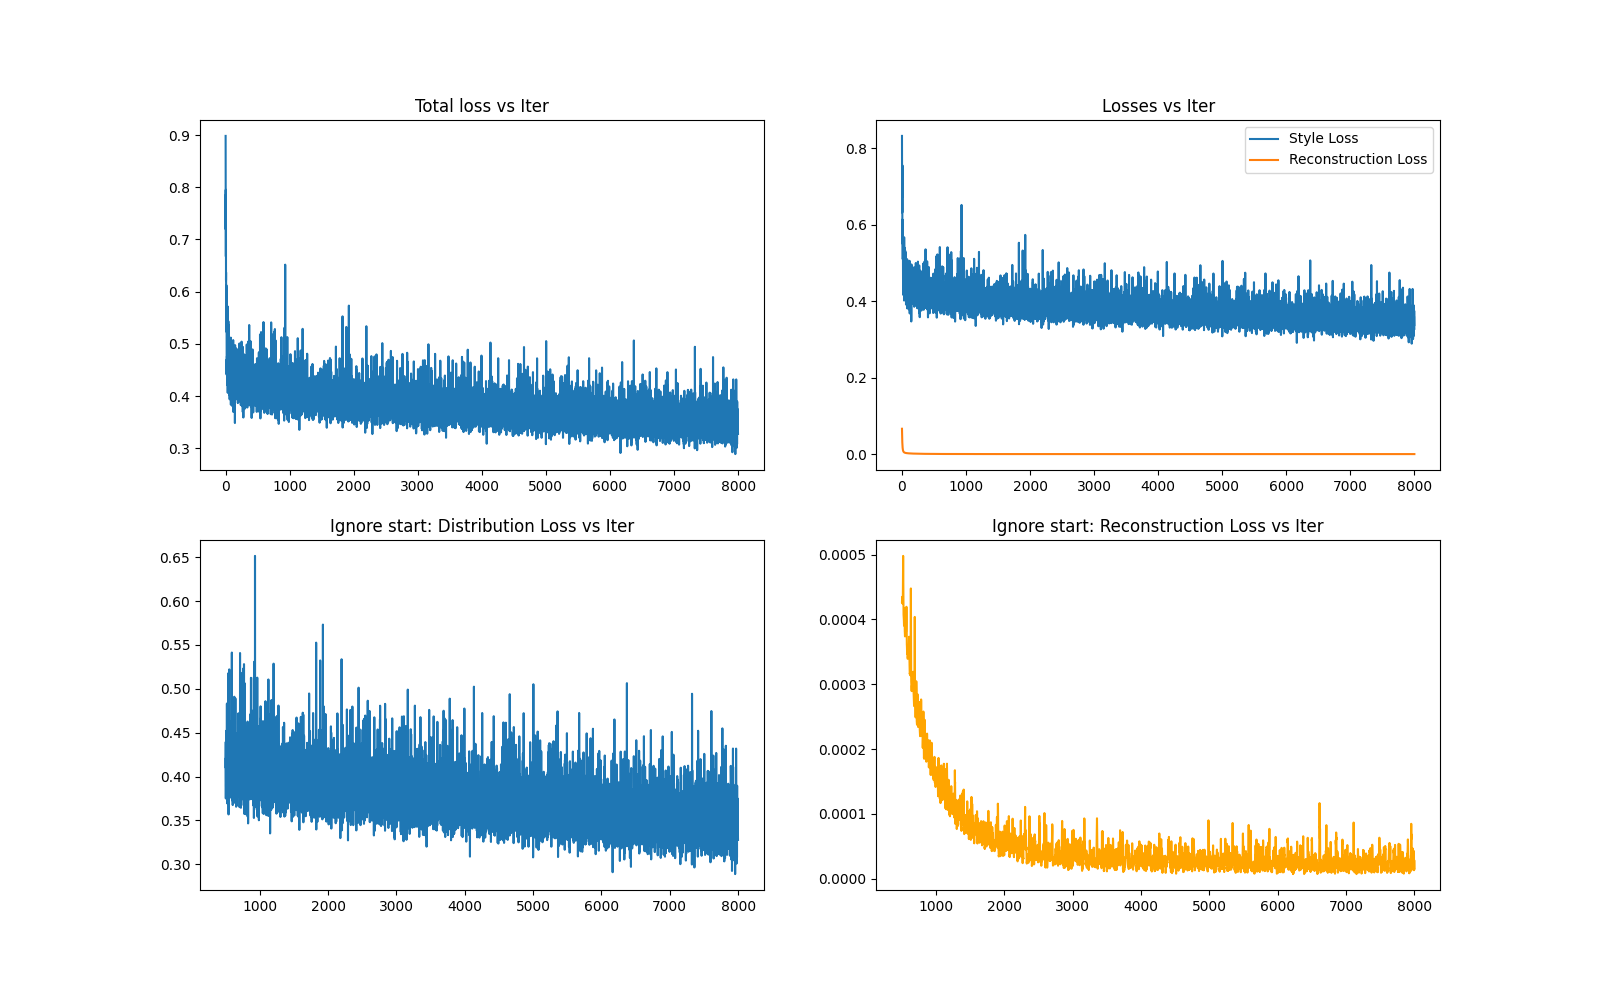 Total loss vs Iter
0.9
0.8
0.7
0.6
0.5
0.4
0.3
0 1000 2000 3000 4000 5000 6000 7000 8000
Losses vs Iter
Style Loss
Reconstruction Loss
0.8
0.6
0.4
0.2
0.0
0 1000 2000 3000 4000 5000 6000 7000 8000
Ignore start: Distribution Loss vs Iter
0.65
0.60
0.55
0.50
0.45
0.40
0.35
0.30
1000 2000 3000 4000 5000 6000 7000 8000
Ignore start: Reconstruction Loss vs Iter
0.0005
0.0004
0.0003
0.0002
0.0001
0.0000
1000 2000 3000 4000 5000 6000 7000 8000